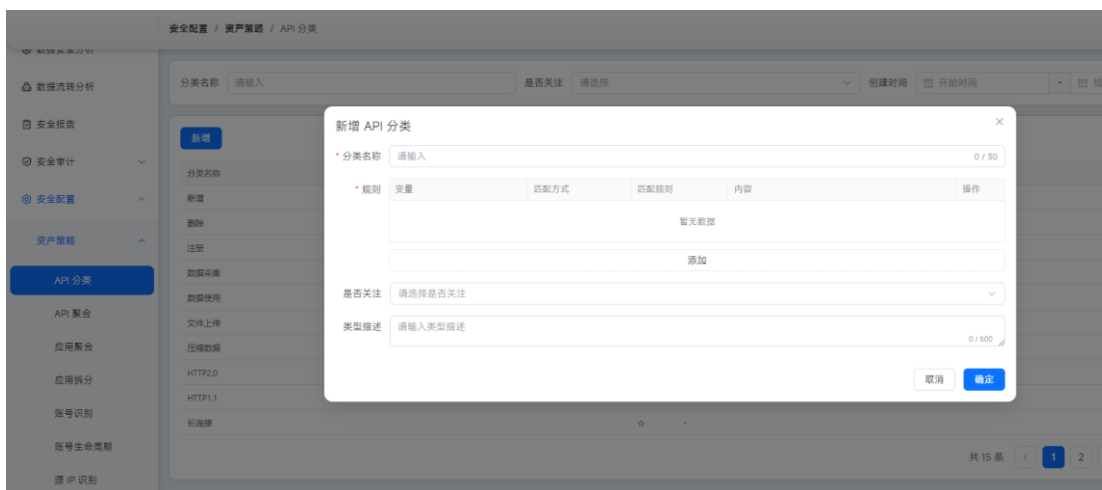 安全配置 / 资产策略 / API 分类
数据安全分析
数据流转分析
安全报告
安全审计
安全配置
资产策略
API 分类
API 聚合
应用聚合
应用拆分
账号识别
账号生命周期
源 IP 识别
分类名称 请输入 是否关注 请选择 创建时间 开始时间 -
新增
分类名称
新增
删除
注册
数据采集
数据使用
文件上传
压缩数据
HTTP2.0
HTTP1.1
长连接 -
共 15 条 1 2
新增 API 分类
* 分类名称 请输入 0 / 30
* 规则 变量 匹配方式 匹配规则 内容 操作
暂无数据
添加
是否关注 请选择是否关注
类型描述 请输入类型描述
0 / 500
取消 确定